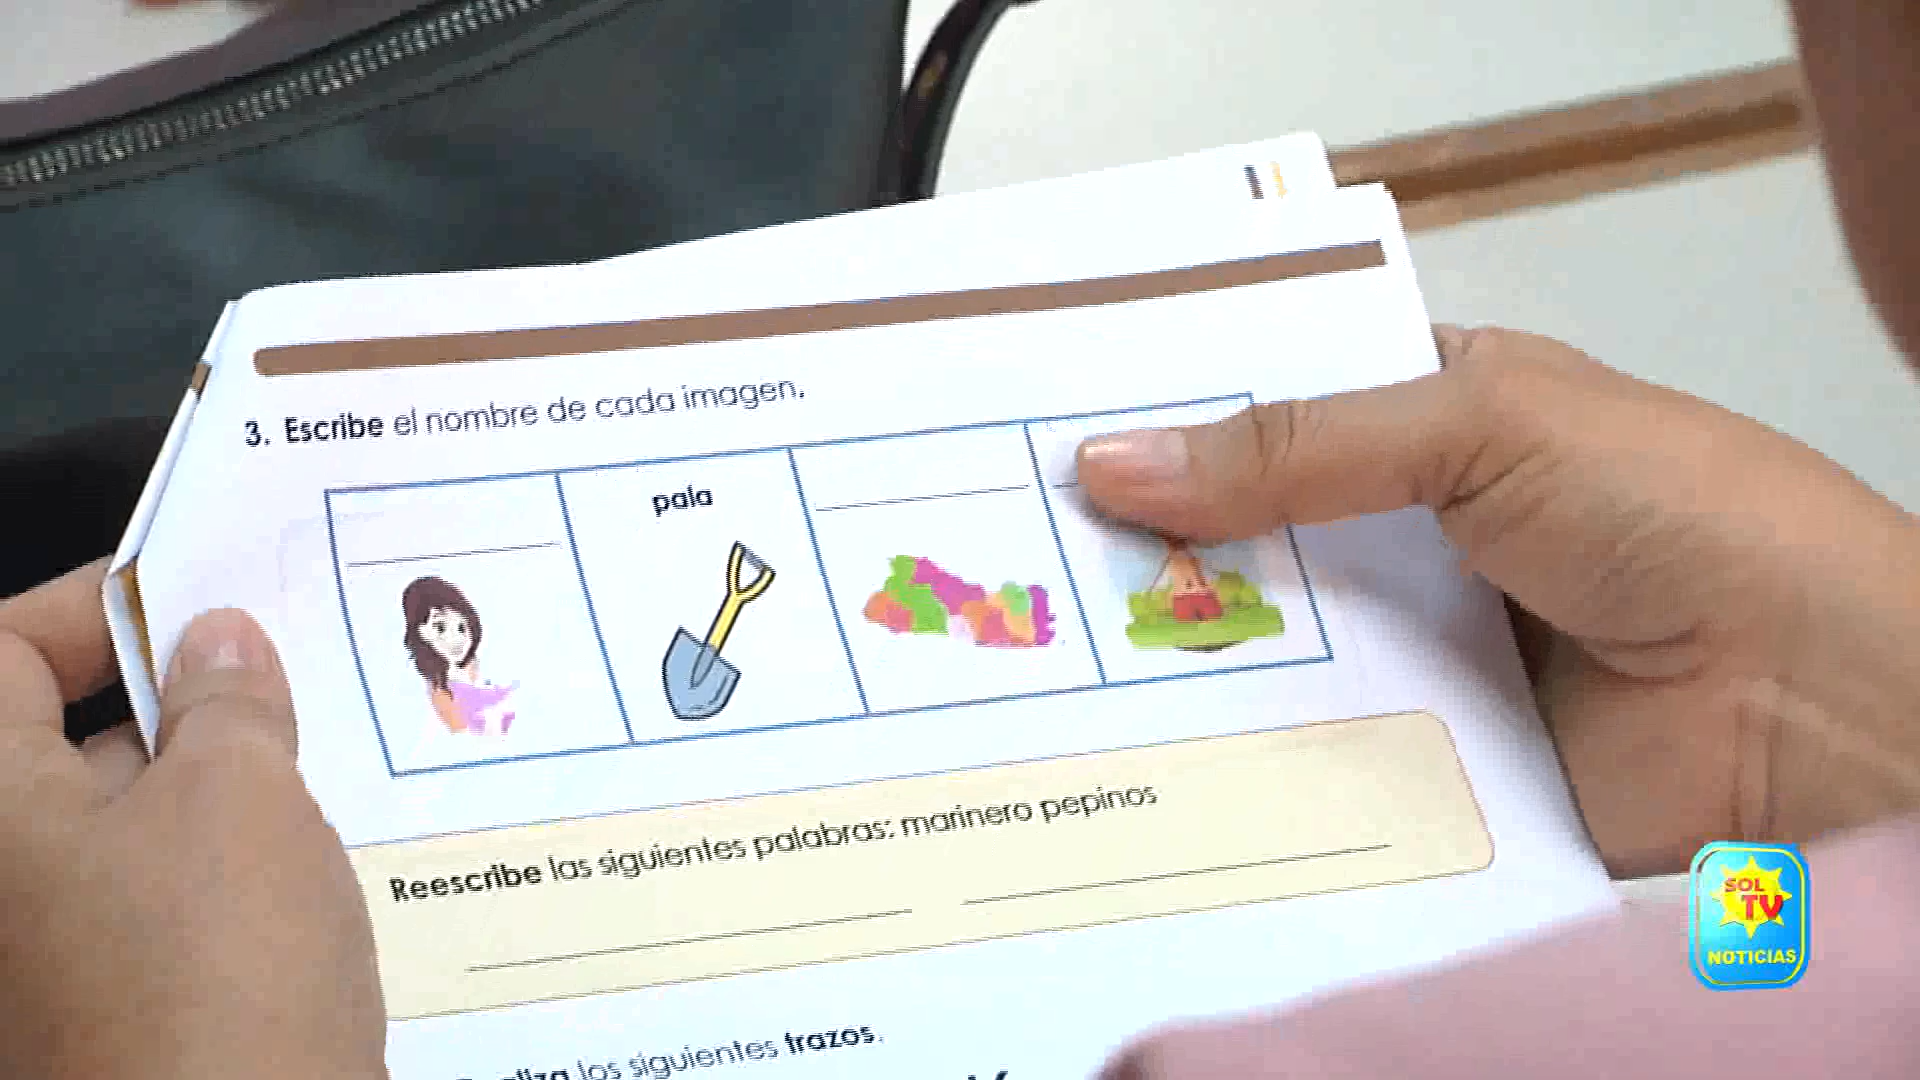 3. Escribe el nombre de cada imagen.
pala
Reescribe las siguientes palabras: marinero pepinos
los siguientes trazos.
SOL
TV
NOTICIAS